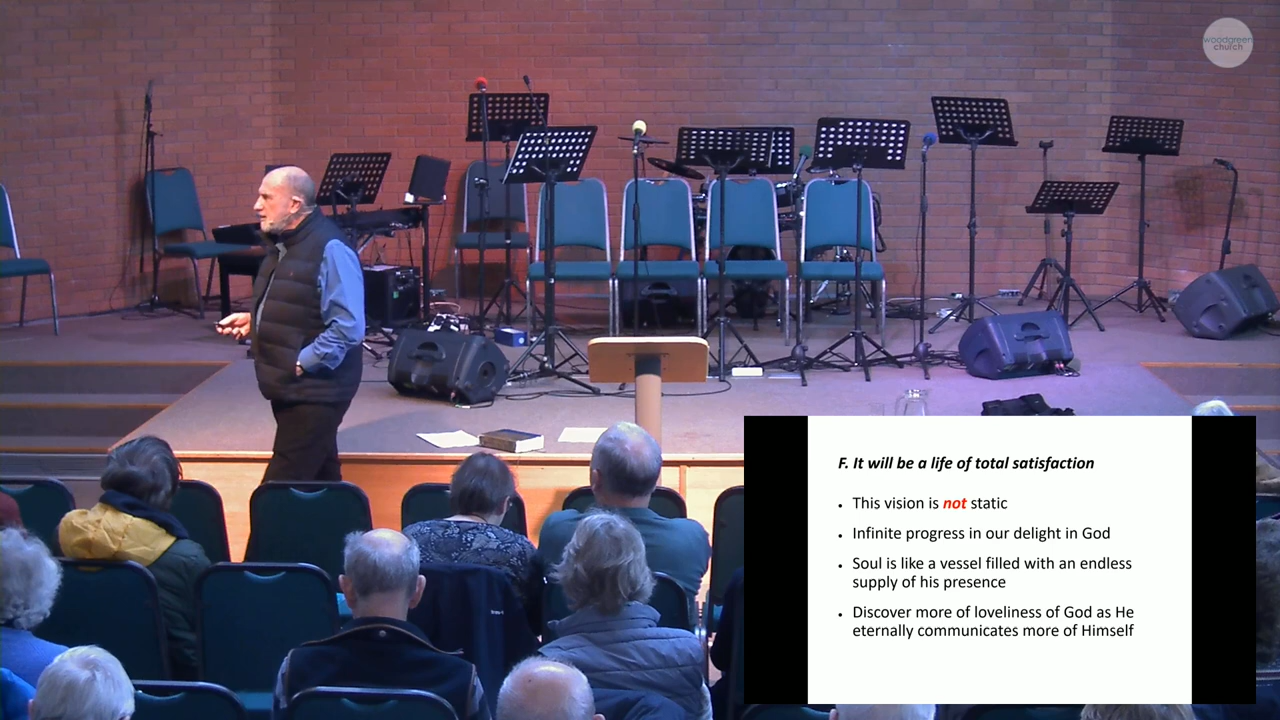 woodgreen
church
F. It will be a life of total satisfaction
• This vision is not static
• Infinite progress in our delight in God
• Soul is like a vessel filled with an endless
supply of his presence
• Discover more of loveliness of God as He
eternally communicates more of Himself